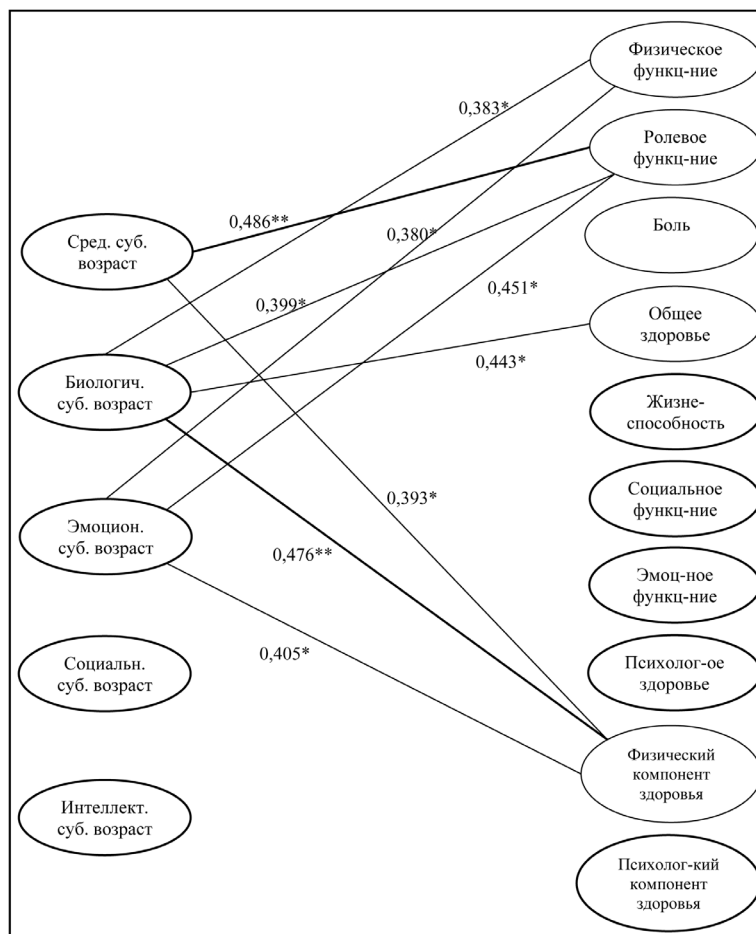 Физическое
функц-ние
0,383*
Ролевое
функц-ние
0,486**
0,380*
Сред. суб.
возраст
Боль
0,451*
0,399*
Общее
здоровье
0,443*
Биологич.
суб. возраст
Жизне-
способность
0,393*
Социальное
функц-ние
Эмоцион.
суб. возраст
0,476**
Эмоц-ное
функц-ние
0,405*
Социальн.
суб. возраст
Психолог-ое
здоровье
Физический
компонент
здоровья
Интеллект.
суб. возраст
Психолог-кий
компонент
здоровья